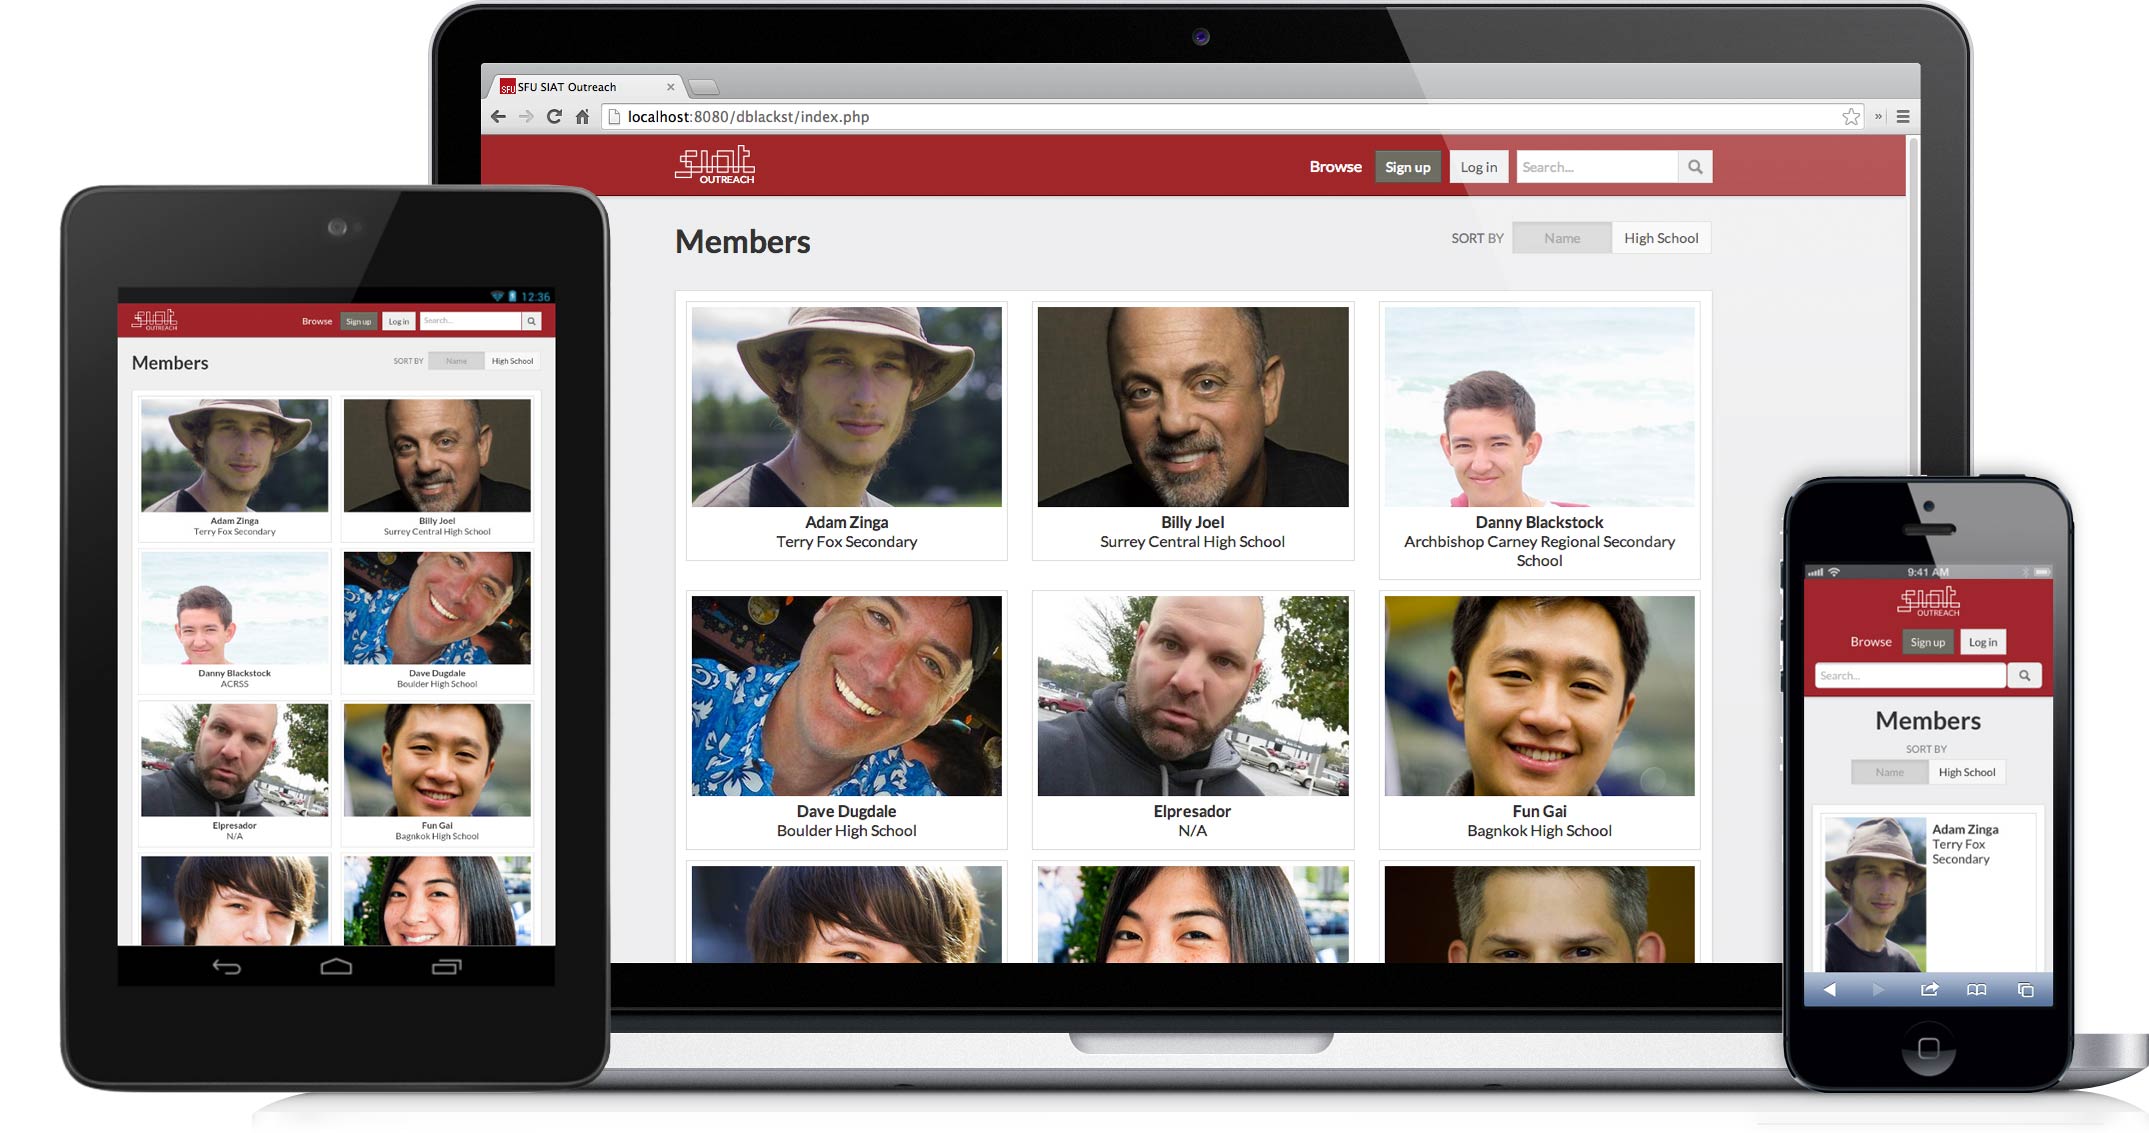 SFU SIAT Outreach
localhost:8080/dblackst/index.php
SIAT
OUTREACH
Browse
Sign up
Log in
Search...
Members
SORT BY
Name
High School
Adam Zinga
Terry Fox Secondary
Billy Joel
Surrey Central High School
Danny Blackstock
Archbishop Carney Regional Secondary
School
Dave Dugdale
Boulder High School
Elpresador
N/A
Fun Gai
Bagnkok High School
12:36
SIAT
OUTREACH
Browse
Sign up
Log in
Search...
Members
SORT BY
Name
High School
Adam Zinga
Terry Fox Secondary
Billy Joel
Surrey Central High School
Danny Blackstock
ACRSS
Dave Dugdale
Boulder High School
Elpresador
N/A
Fun Gai
Bagnkok High School
9:41 AM
SIAT
OUTREACH
Browse
Sign up
Log in
Search...
Members
SORT BY
Name
High School
Adam Zinga
Terry Fox
Secondary